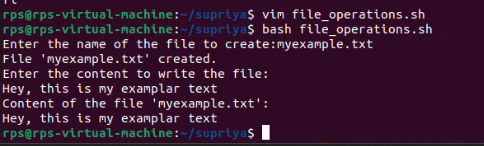 rps@rps-virtual-machine:~/supriya$ vim file_operations.sh
rps@rps-virtual-machine:~/supriya$ bash file_operations.sh
Enter the name of the file to create:myexample.txt
File 'myexample.txt' created.
Enter the content to write the file:
Hey, this is my examplar text
Content of the file 'myexample.txt':
Hey, this is my examplar text
rps@rps-virtual-machine:~/supriya$